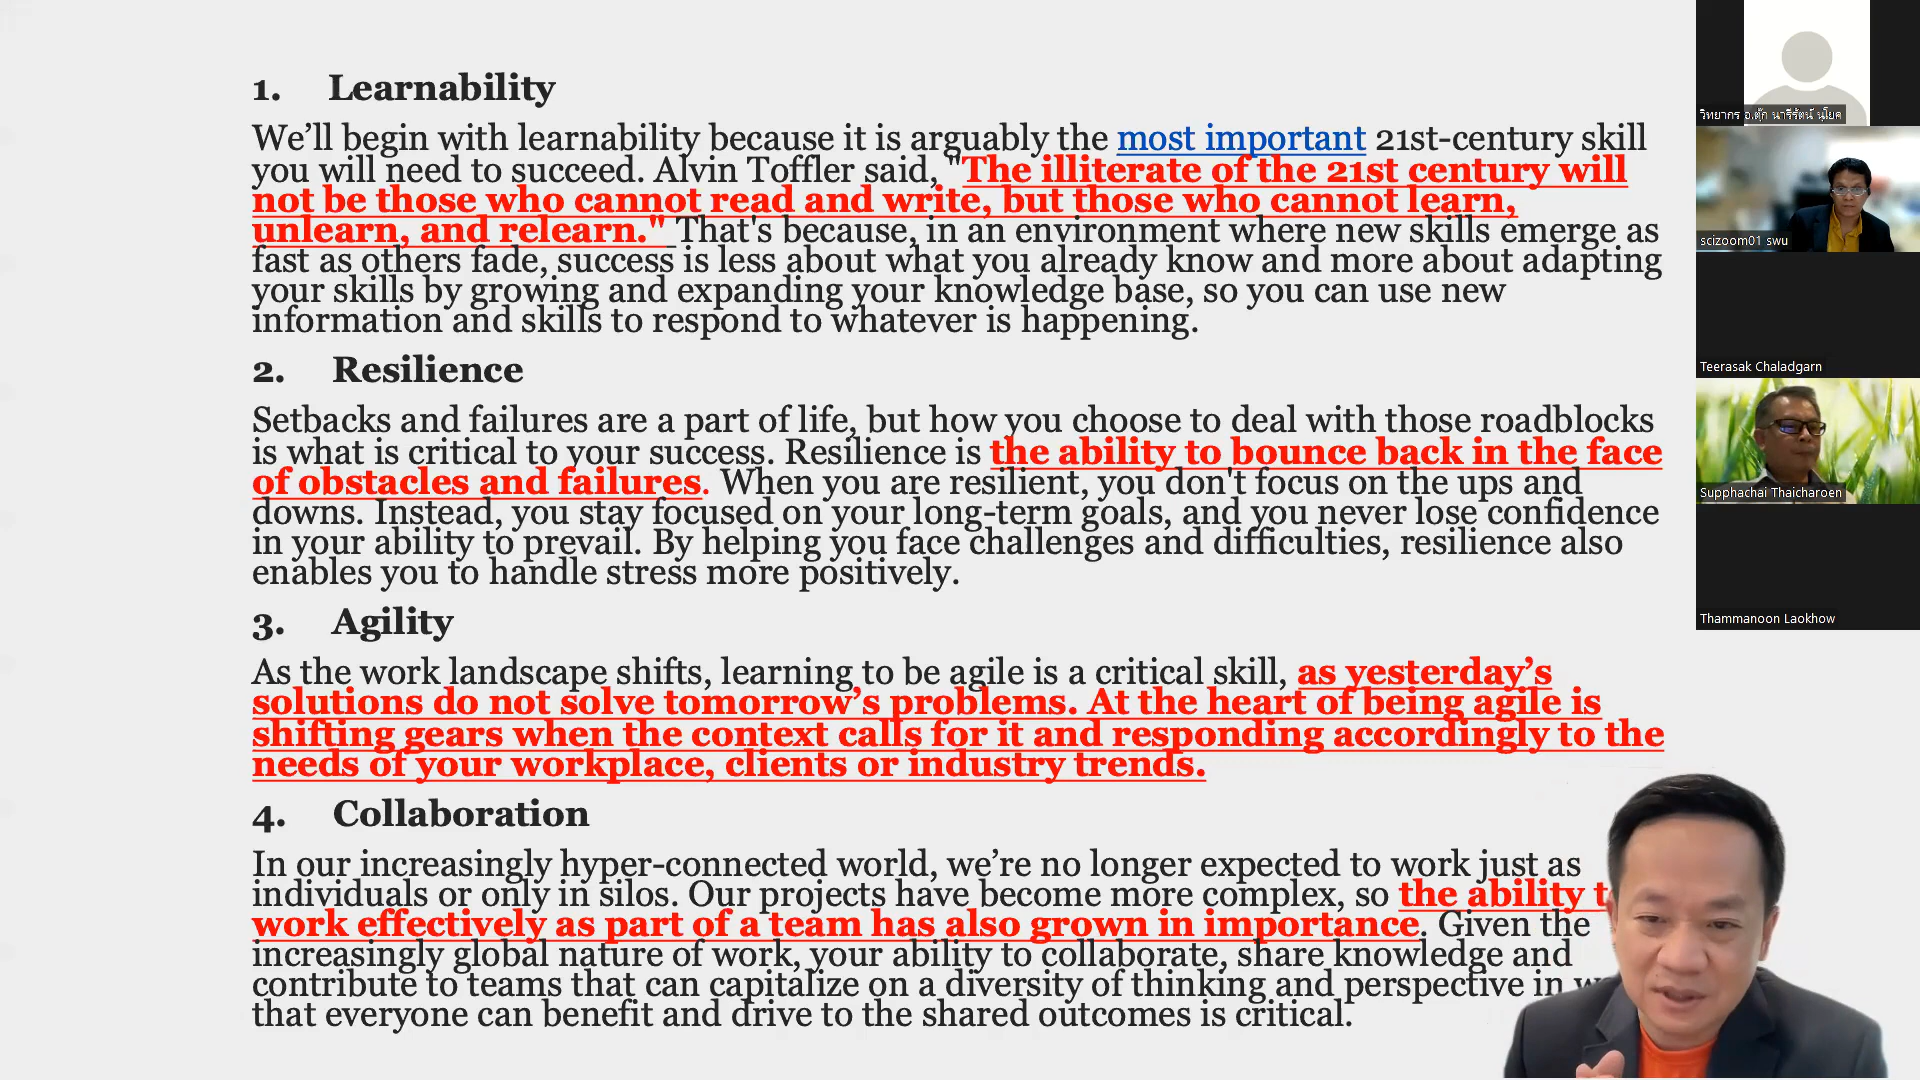 1. Learnability
We’ll begin with learnability because it is arguably the most important 21st-century skill
you will need to succeed. Alvin Toffler said, "The illiterate of the 21st century will
not be those who cannot read and write, but those who cannot learn,
unlearn, and relearn." That's because, in an environment where new skills emerge as
fast as others fade, success is less about what you already know and more about adapting
your skills by growing and expanding your knowledge base, so you can use new
information and skills to respond to whatever is happening.
2. Resilience
Setbacks and failures are a part of life, but how you choose to deal with those roadblocks
is what is critical to your success. Resilience is the ability to bounce back in the face
of obstacles and failures. When you are resilient, you don't focus on the ups and
downs. Instead, you stay focused on your long-term goals, and you never lose confidence
in your ability to prevail. By helping you face challenges and difficulties, resilience also
enables you to handle stress more positively.
3. Agility
As the work landscape shifts, learning to be agile is a critical skill, as yesterday’s
solutions do not solve tomorrow’s problems. At the heart of being agile is
shifting gears when the context calls for it and responding accordingly to the
needs of your workplace, clients or industry trends.
4. Collaboration
In our increasingly hyper-connected world, we’re no longer expected to work just as
individuals or only in silos. Our projects have become more complex, so the ability
work effectively as part of a team has also grown in importance. Given the
increasingly global nature of work, your ability to collaborate, share knowledge and
contribute to teams that can capitalize on a diversity of thinking and perspective in
that everyone can benefit and drive to the shared outcomes is critical.
วิทยากร อ.ตุ๊ก นารีรัตน์
scizoom01 swu
Teerasak Chaladgarn
Supphachai Thaicharoen
Thammanoon Laokhow